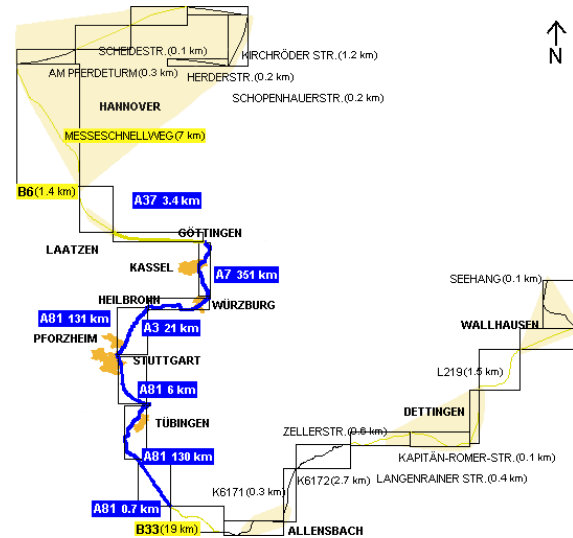 SCHEIDESTR.(0.1 km)
KIRCHRÖDER STR.(1.2 km)
N
AM PFERDETURM(0.3 km)
HERDERSTR.(0.2 km)
SCHOPENHAUERSTR.(0.2 km)
HANNOVER
MESSESCHNELLWEG(7 km)
B6(1.4 km)
A37 3.4 km
GÖTTINGEN
LAATZEN
KASSEL
A7 351 km
SEEHANG(0.1 km)
HEILBRONN
WÜRZBURG
A81 131 km
A3 21 km
WALLHAUSEN
PFORZHEIM
STUTTGART
L219(1.5 km)
A81 6 km
DETTINGEN
TÜBINGEN
ZELLERSTR.(0.6 km)
A81 130 km
KAPITÄN-ROMER-STR.(0.1 km)
K6172(2.7 km)
LANGENRAINER STR.(0.4 km)
K6171(0.3 km)
A81 0.7 km
B33(19 km)
ALLENSBACH